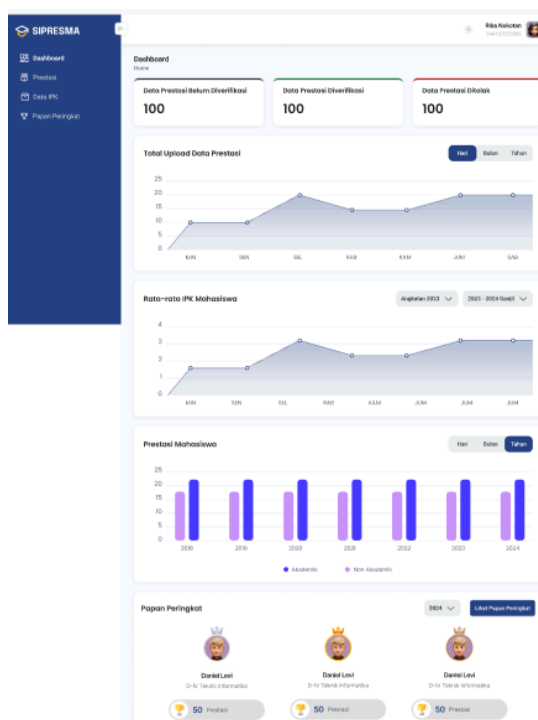 SIPRESMA
Rika Nokotan
Dashboard
Prestasi
Data IPK
Papan Peringkat
Dashboard
Home
Data Prestasi Belum Diverifikasi
100
Data Prestasi Diverifikasi
100
Data Prestasi Ditolak
100
Total Upload Data Prestasi
Hari Bulan Tahun
25
20
15
10
5
0
MIN SEN SEL RAB KAM JUM SAB
Rata-rata IPK Mahasiswa
Angkatan 2023
2023 - 2024 Ganjil
4
3
2
1
0
MIN SEN SEL RAB KAM JUM JUM JUM
Prestasi Mahasiswa
Hari Bulan Tahun
25
20
15
10
5
0
2018 2019 2020 2021 2022 2023 2024
Akademik Non Akademik
Papan Peringkat
2024
Lihat Papan Peringkat
Daniel Levi Daniel Levi Daniel Levi
D-IV Teknik Informatika D-IV Teknik Informatika D-IV Teknik Informatika
50 Prestasi 50 Prestasi 50 Prestasi